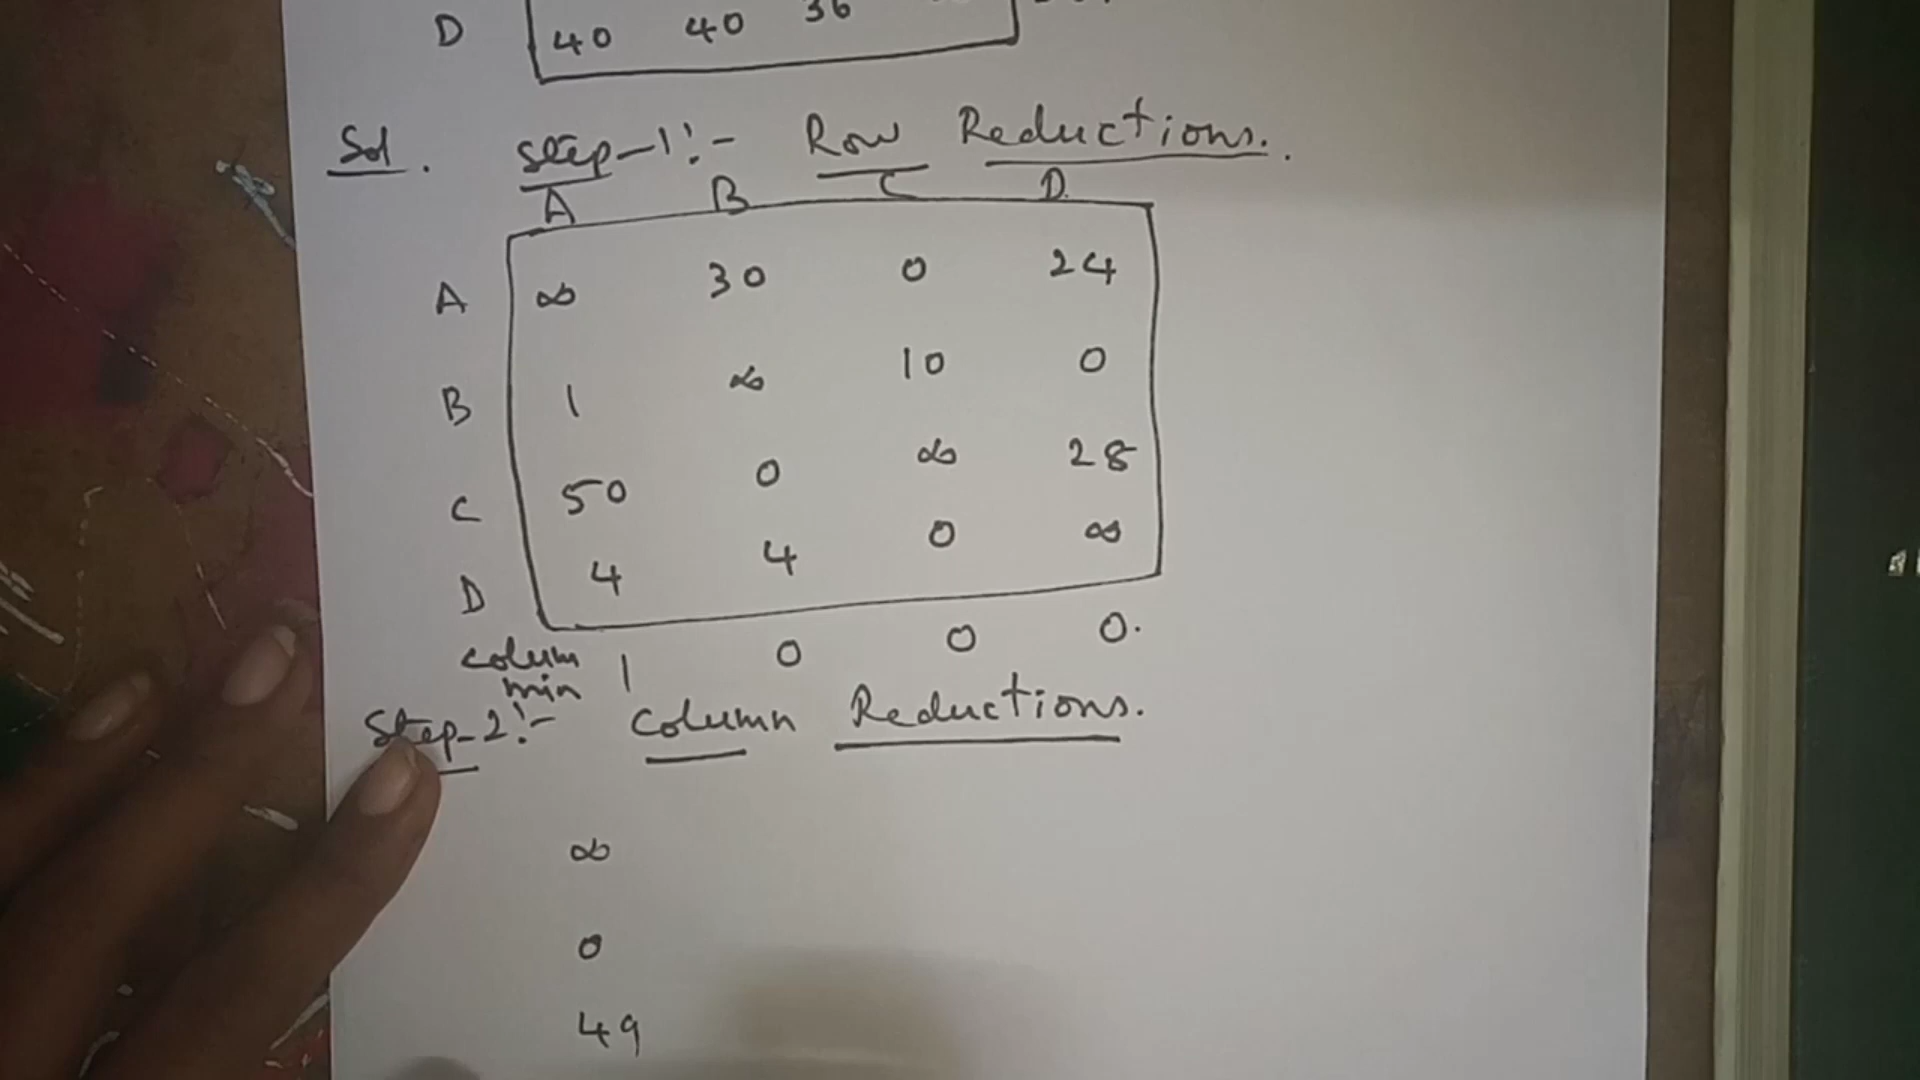 D 40 40 36
Sol. step-1:- Row Reductions.
A B C D.
A ∞ 30 0 24
B 1 ∞ 10 0
C 50 0 ∞ 28
D 4 4 0 ∞
colum min 1 0 0 0.
Step-2:- column Reductions.
∞
0
49